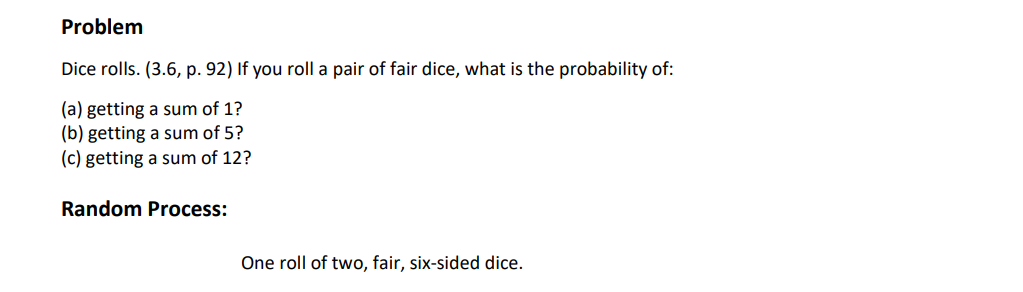 Problem
Dice rolls. (3.6, p. 92) If you roll a pair of fair dice, what is the probability of:
(a) getting a sum of 1?
(b) getting a sum of 5?
(c) getting a sum of 12?
Random Process:
One roll of two, fair, six-sided dice.